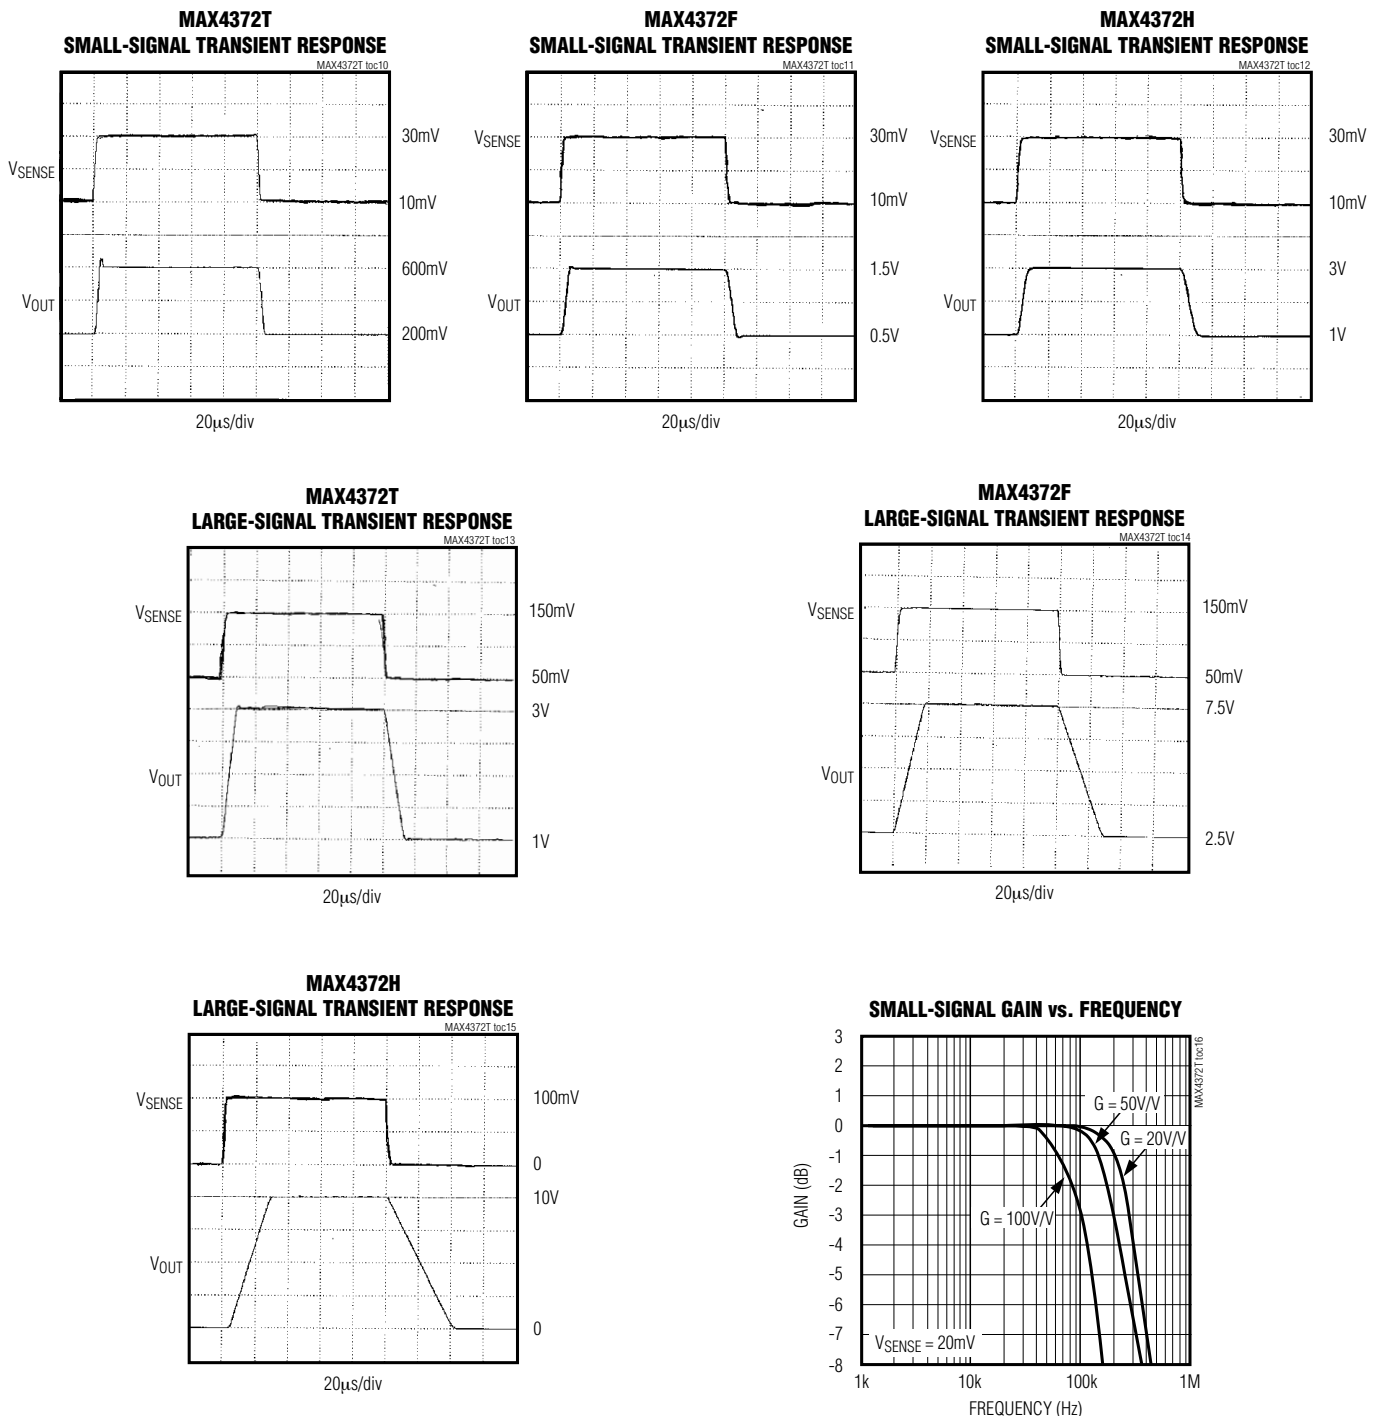 MAX4372T
SMALL-SIGNAL TRANSIENT RESPONSE
MAX4372T toc10
VSENSE
30mV
10mV
VOUT
600mV
200mV
20μs/div
MAX4372F
SMALL-SIGNAL TRANSIENT RESPONSE
MAX4372T toc11
VSENSE
30mV
10mV
VOUT
1.5V
0.5V
20μs/div
MAX4372H
SMALL-SIGNAL TRANSIENT RESPONSE
MAX4372T toc12
VSENSE
30mV
10mV
VOUT
3V
1V
20μs/div
MAX4372T
LARGE-SIGNAL TRANSIENT RESPONSE
MAX4372T toc13
VSENSE
150mV
50mV
3V
VOUT
1V
20μs/div
MAX4372F
LARGE-SIGNAL TRANSIENT RESPONSE
MAX4372T toc14
VSENSE
150mV
50mV
7.5V
VOUT
2.5V
20μs/div
MAX4372H
LARGE-SIGNAL TRANSIENT RESPONSE
MAX4372T toc15
VSENSE
100mV
0
10V
VOUT
0
20μs/div
SMALL-SIGNAL GAIN vs. FREQUENCY
MAX4372T toc16
3
2
1
0
-1
-2
-3
-4
-5
-6
-7
-8
GAIN (dB)
G = 50V/V
G = 20V/V
G = 100V/V
VSENSE = 20mV
1k
10k
100k
1M
FREQUENCY (Hz)